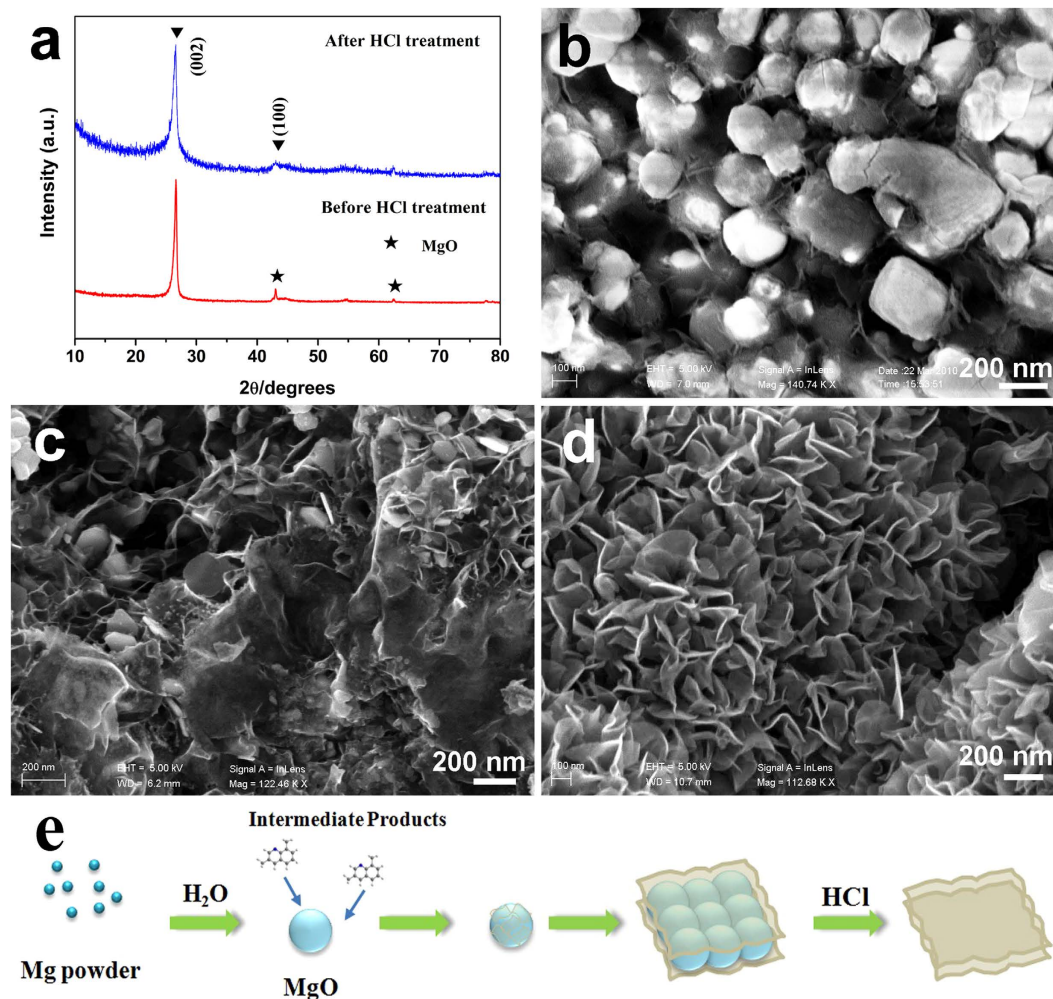 a
▼
(002)
After HCl treatment
▼(100)
Before HCl treatment
★ MgO
★
★
Intensity (a.u.)
10 20 30 40 50 60 70 80
2θ/degrees
b
100 nm
EHT = 5.00 kV
WD = 7.0 mm
Signal A = InLens
Mag = 140.74 K X
Date :22 Mar 2010
Time :15:53:51
200 nm
c
200 nm
EHT = 5.00 kV
WD = 6.2 mm
Signal A = InLens
Mag = 122.46 K X
200 nm
d
100 nm
EHT = 5.00 kV
WD = 10.7 mm
Signal A = InLens
Mag = 112.68 K X
200 nm
e
Intermediate Products
H₂O
HCl
Mg powder
MgO